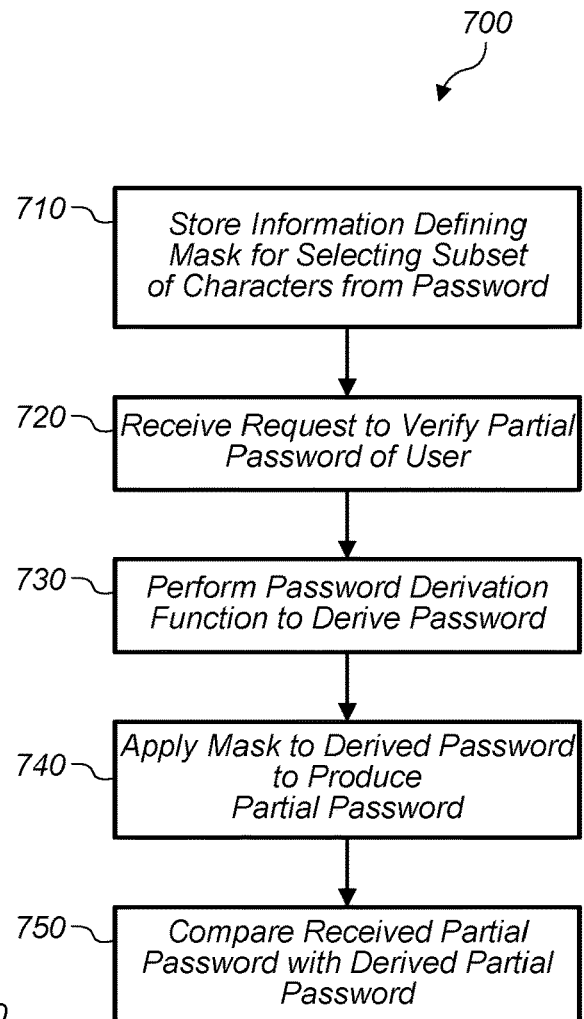 700
710
Store Information Defining
Mask for Selecting Subset
of Characters from Password
720
Receive Request to Verify Partial
Password of User
730
Perform Password Derivation
Function to Derive Password
740
Apply Mask to Derived Password
to Produce
Partial Password
750
Compare Received Partial
Password with Derived Partial
Password